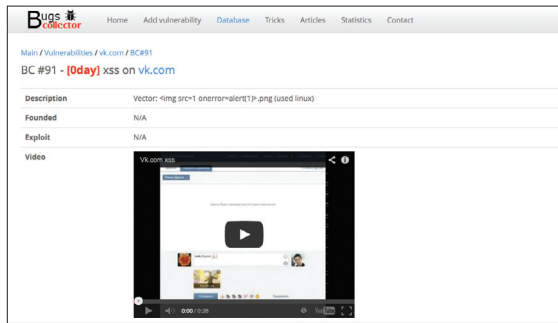 Bugs collector
Home Add vulnerability Database Tricks Articles Statistics Contact
Main / Vulnerabilities / vk.com / BC#91
BC #91 - [0day] xss on vk.com
Description Vector: <img src=1 onerror=alert(1)>.png (used linux)
Founded N/A
Exploit N/A
Video
Vk.com xss
0:00 / 0:26
YouTube